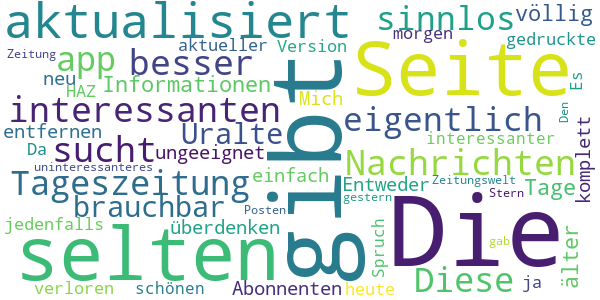 aktualisiert
gibt
Seite
sinnlos
völlig
gedruckte
morgen
Zeitung
aktueller
Version
app
besser
neu
HAZ
Informationen
Mich
Es
Den
interessanten
eigentlich
entfernen
Uralte
interessanter
komplett
Da
sucht
ungeeignet
Nachrichten
uninteressanteres
einfach
Entweder
Zeitungswelt
Tage
Tageszeitung
gestern
Stern
brauchbar
Posten
Die
jedenfalls
selten
überdenken
Spruch
gab
älter
Diese
ja
verloren
schönen
Abonnenten
heute